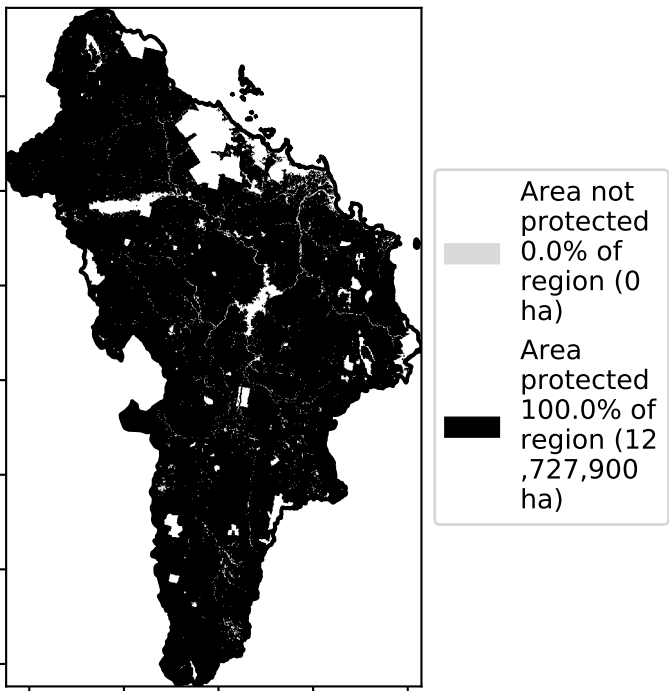 Area not
protected
0.0% of
region (0
ha)
Area
protected
100.0% of
region (12
,727,900
ha)